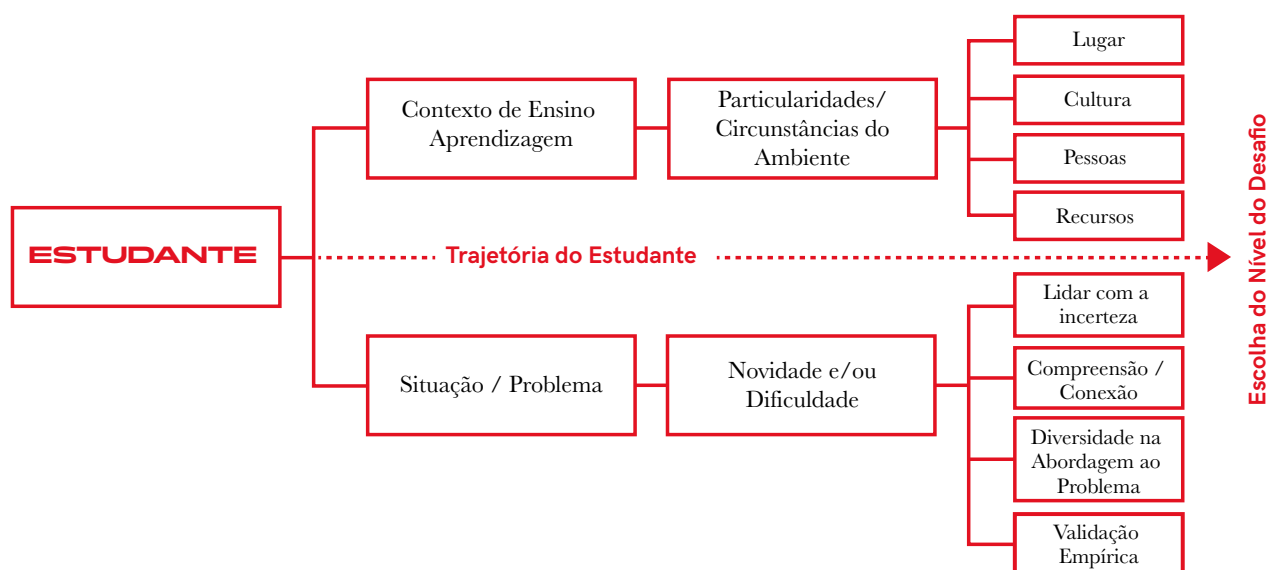 ESTUDANTE
Contexto de Ensino
Aprendizagem
Particularidades/
Circunstâncias do
Ambiente
Lugar
Cultura
Pessoas
Recursos
Trajetória do Estudante
Situação / Problema
Novidade e/ou
Dificuldade
Lidar com a
incerteza
Compreensão /
Conexão
Diversidade na
Abordagem ao
Problema
Validação
Empírica
Escolha do Nível do Desafio